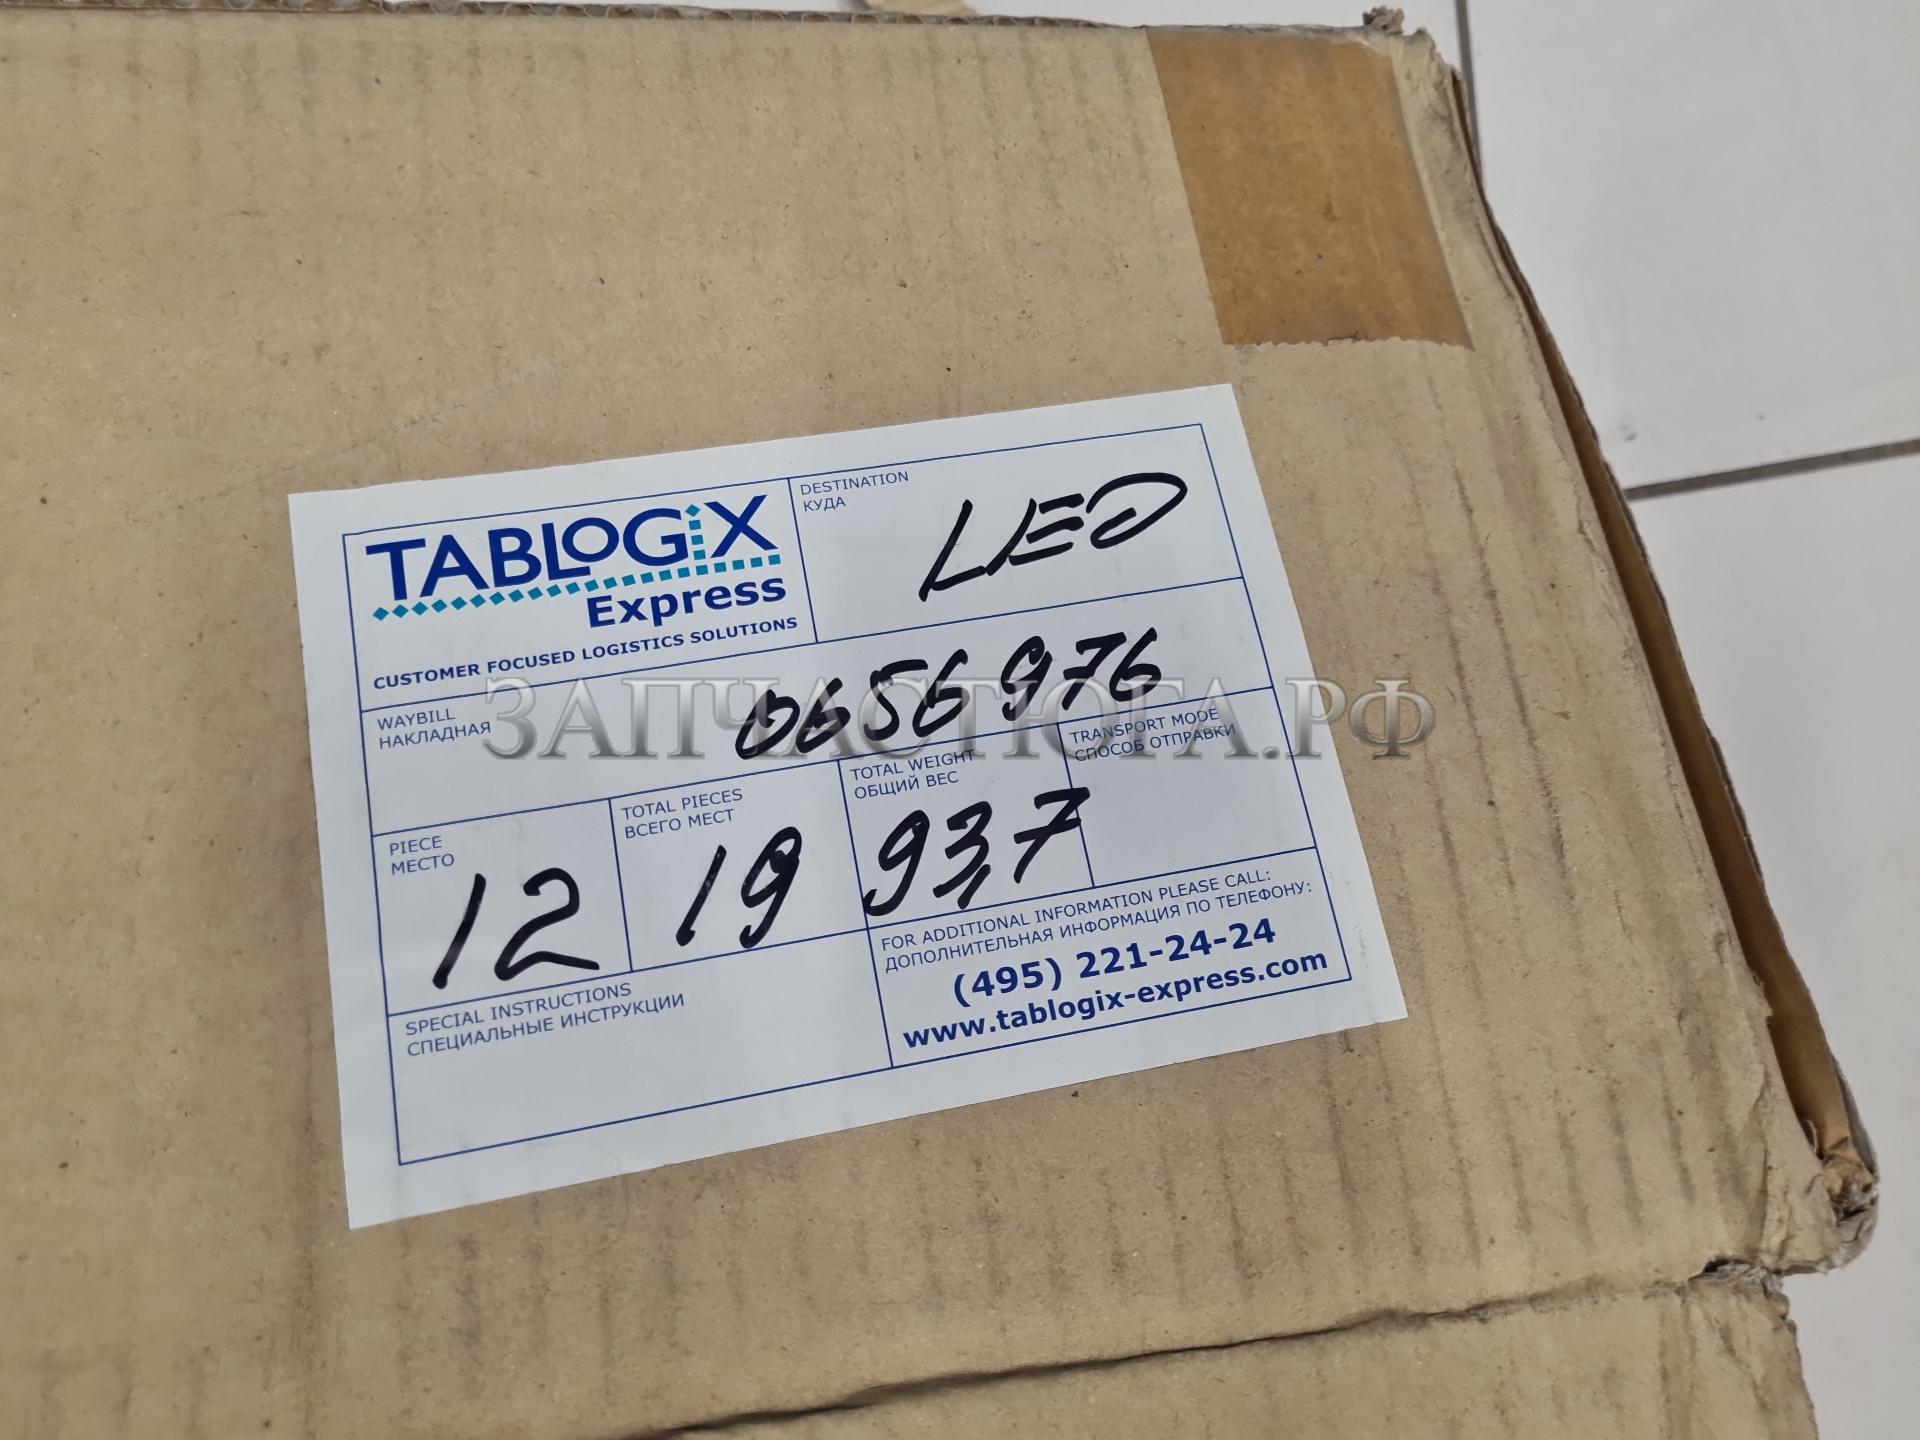 TABLOGiX
Express
CUSTOMER FOCUSED LOGISTICS SOLUTIONS
DESTINATION
КУДА
LED
WAYBILL
НАКЛАДНАЯ
0656976
ЗАПЧАСТЮГА.РФ
PIECE
МЕСТО
12
TOTAL PIECES
ВСЕГО МЕСТ
19
TOTAL WEIGHT
ОБЩИЙ ВЕС
93,7
TRANSPORT MODE
СПОСОБ ОТПРАВКИ
SPECIAL INSTRUCTIONS
СПЕЦИАЛЬНЫЕ ИНСТРУКЦИИ
FOR ADDITIONAL INFORMATION PLEASE CALL:
ДОПОЛНИТЕЛЬНАЯ ИНФОРМАЦИЯ ПО ТЕЛЕФОНУ:
(495) 221-24-24
www.tablogix-express.com